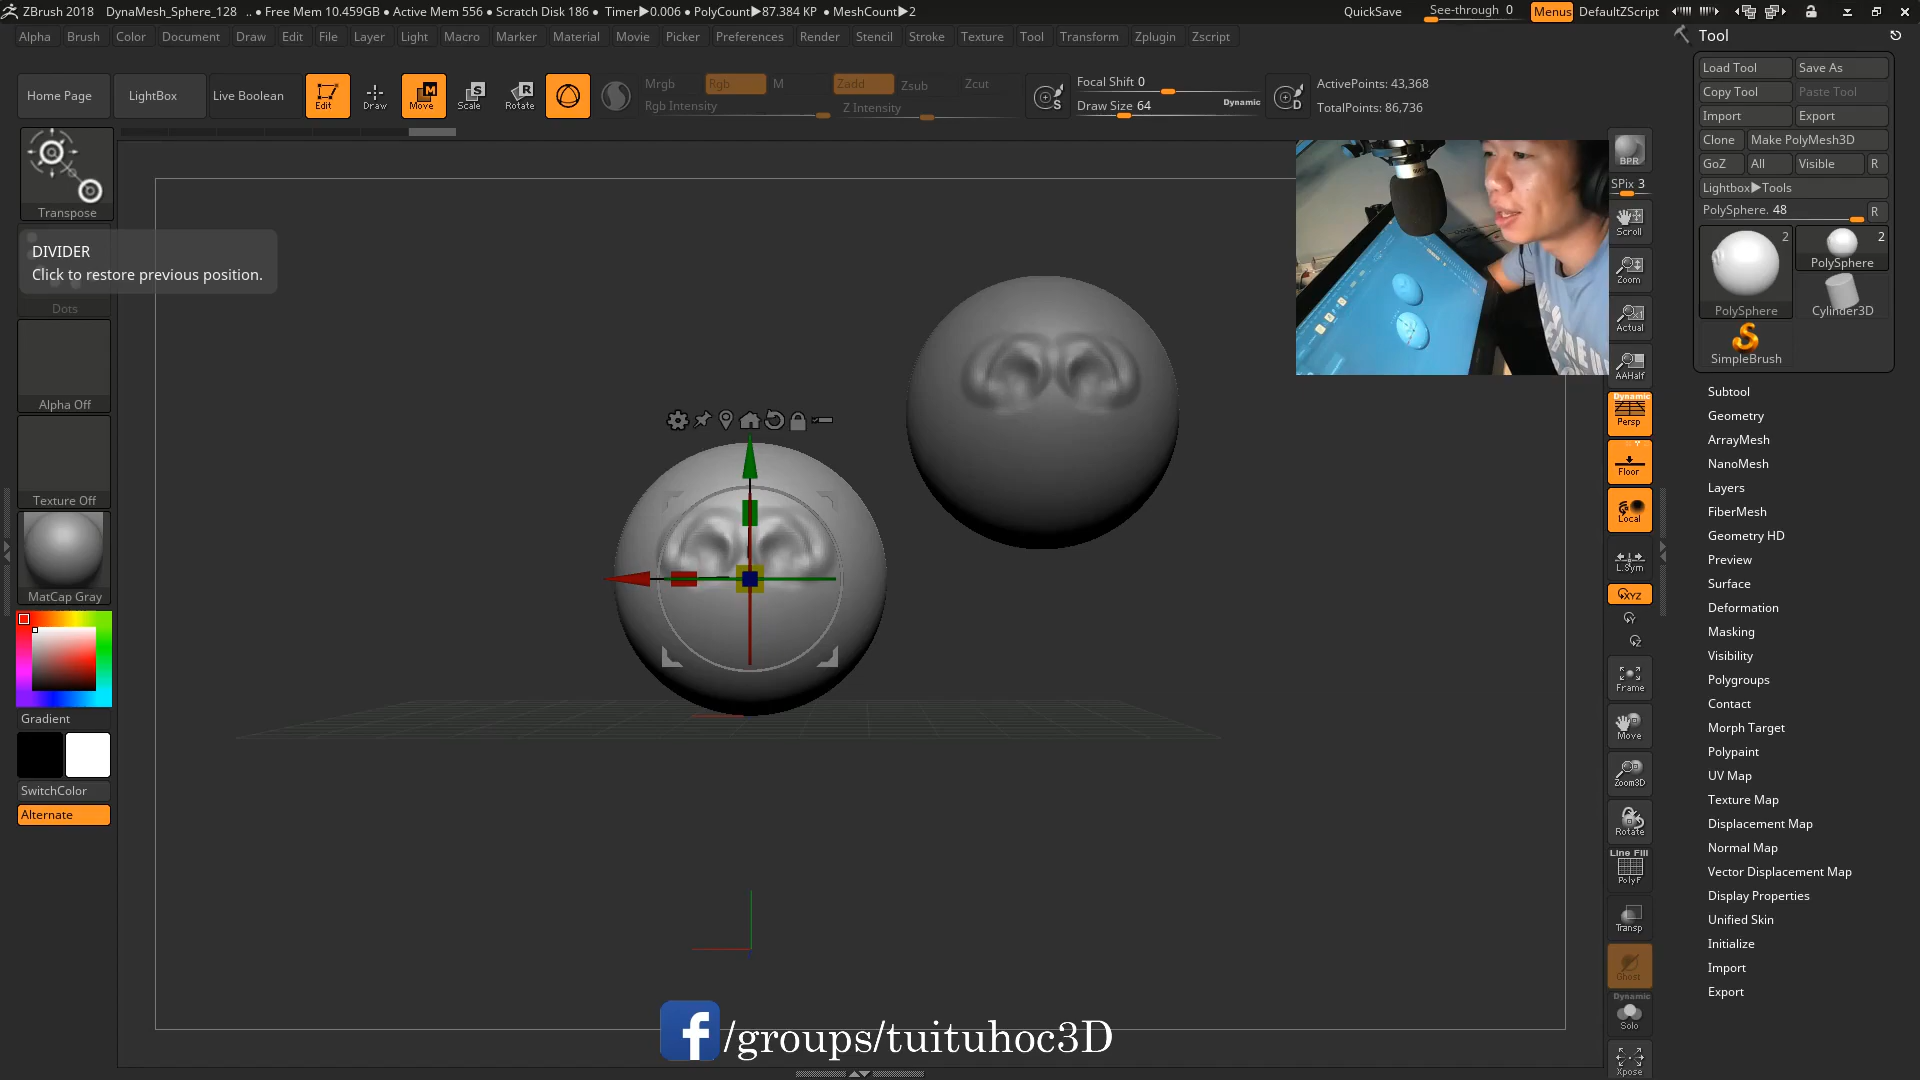 ZBrush 2018 DynaMesh_Sphere_128 .. • Free Mem 10.459GB • Active Mem 556 • Scratch Disk 186 • Timer▶0.006 • PolyCount▶87.384 KP • MeshCount▶2 QuickSave See-through 0 Menus DefaultZScript
Alpha Brush Color Document Draw Edit File Layer Light Macro Marker Material Movie Picker Preferences Render Stencil Stroke Texture Tool Transform Zplugin Zscript
Home Page LightBox Live Boolean Edit Draw Move Scale Rotate
Mrgb Rgb M Zadd Zsub Zcut
Rgb Intensity Z Intensity
Focal Shift 0
Draw Size 64 Dynamic
ActivePoints: 43,368
TotalPoints: 86,736
Transpose
DIVIDER
Click to restore previous position.
Dots
Alpha Off
Texture Off
MatCap Gray
Gradient
SwitchColor
Alternate
/groups/tuituhoc3D
BPR
SPix 3
Scroll
Zoom
Actual
AAHalf
Dynamic
Persp
Floor
Local
L.Sym
XYZ
Y
Z
Frame
Move
Zoom3D
Rotate
Line Fill
PolyF
Transp
Ghost
Dynamic
Solo
Xpose
Tool
Load Tool Save As
Copy Tool Paste Tool
Import Export
Clone Make PolyMesh3D
GoZ All Visible R
Lightbox▶Tools
PolySphere. 48 R
2 2
PolySphere
PolySphere Cylinder3D
SimpleBrush
Subtool
Geometry
ArrayMesh
NanoMesh
Layers
FiberMesh
Geometry HD
Preview
Surface
Deformation
Masking
Visibility
Polygroups
Contact
Morph Target
Polypaint
UV Map
Texture Map
Displacement Map
Normal Map
Vector Displacement Map
Display Properties
Unified Skin
Initialize
Import
Export